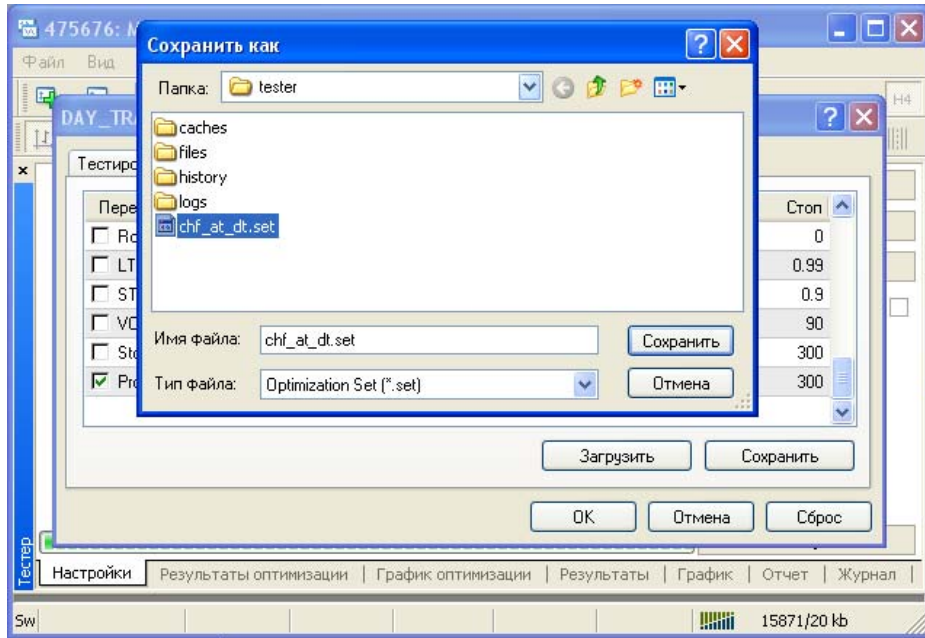 475676: M
Сохранить как
Файл Вид
Папка: tester
H4
DAY_TRA
caches
files
history
logs
chf_at_dt.set
Стоп
0
LT 0.99
ST 0.9
90
Sto 300
Pro 300
Имя файла: chf_at_dt.set Сохранить
Тип файла: Optimization Set (*.set) Отмена
Тестиро
Пере
Загрузить Сохранить
OK Отмена Сброс
Тестер
Настройки | Результаты оптимизации | График оптимизации | Результаты | График | Отчет | Журнал |
Sw 15871/20 kb